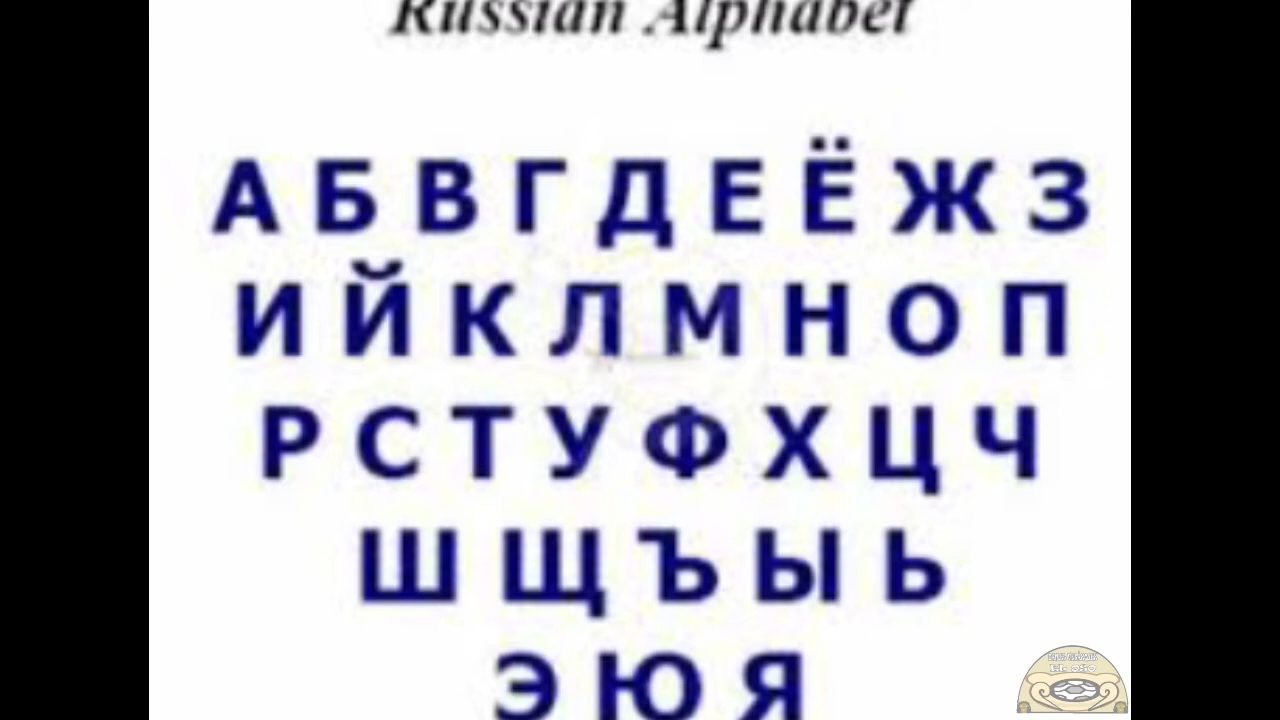 Russian Alphabet
А Б В Г Д Е Ё Ж З
И Й К Л М Н О П
Р С Т У Ф Х Ц Ч
Ш Щ Ъ Ы Ь
Э Ю Я